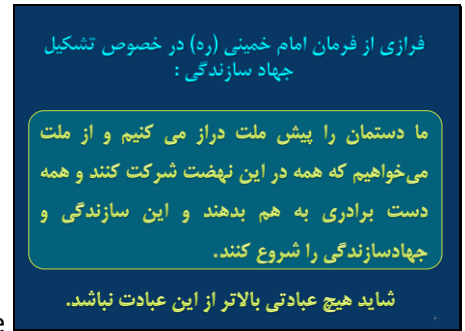 فرازی از فرمان امام خمینی (ره) در خصوص تشکیل
جهاد سازندگی :
ما دستمان را پیش ملت دراز می کنیم و از ملت
می‌خواهیم که همه در این نهضت شرکت کنند و همه
دست برادری به هم بدهند و این سازندگی و
جهادسازندگی را شروع کنند.
شاید هیچ عبادتی بالاتر از این عبادت نباشد.
e